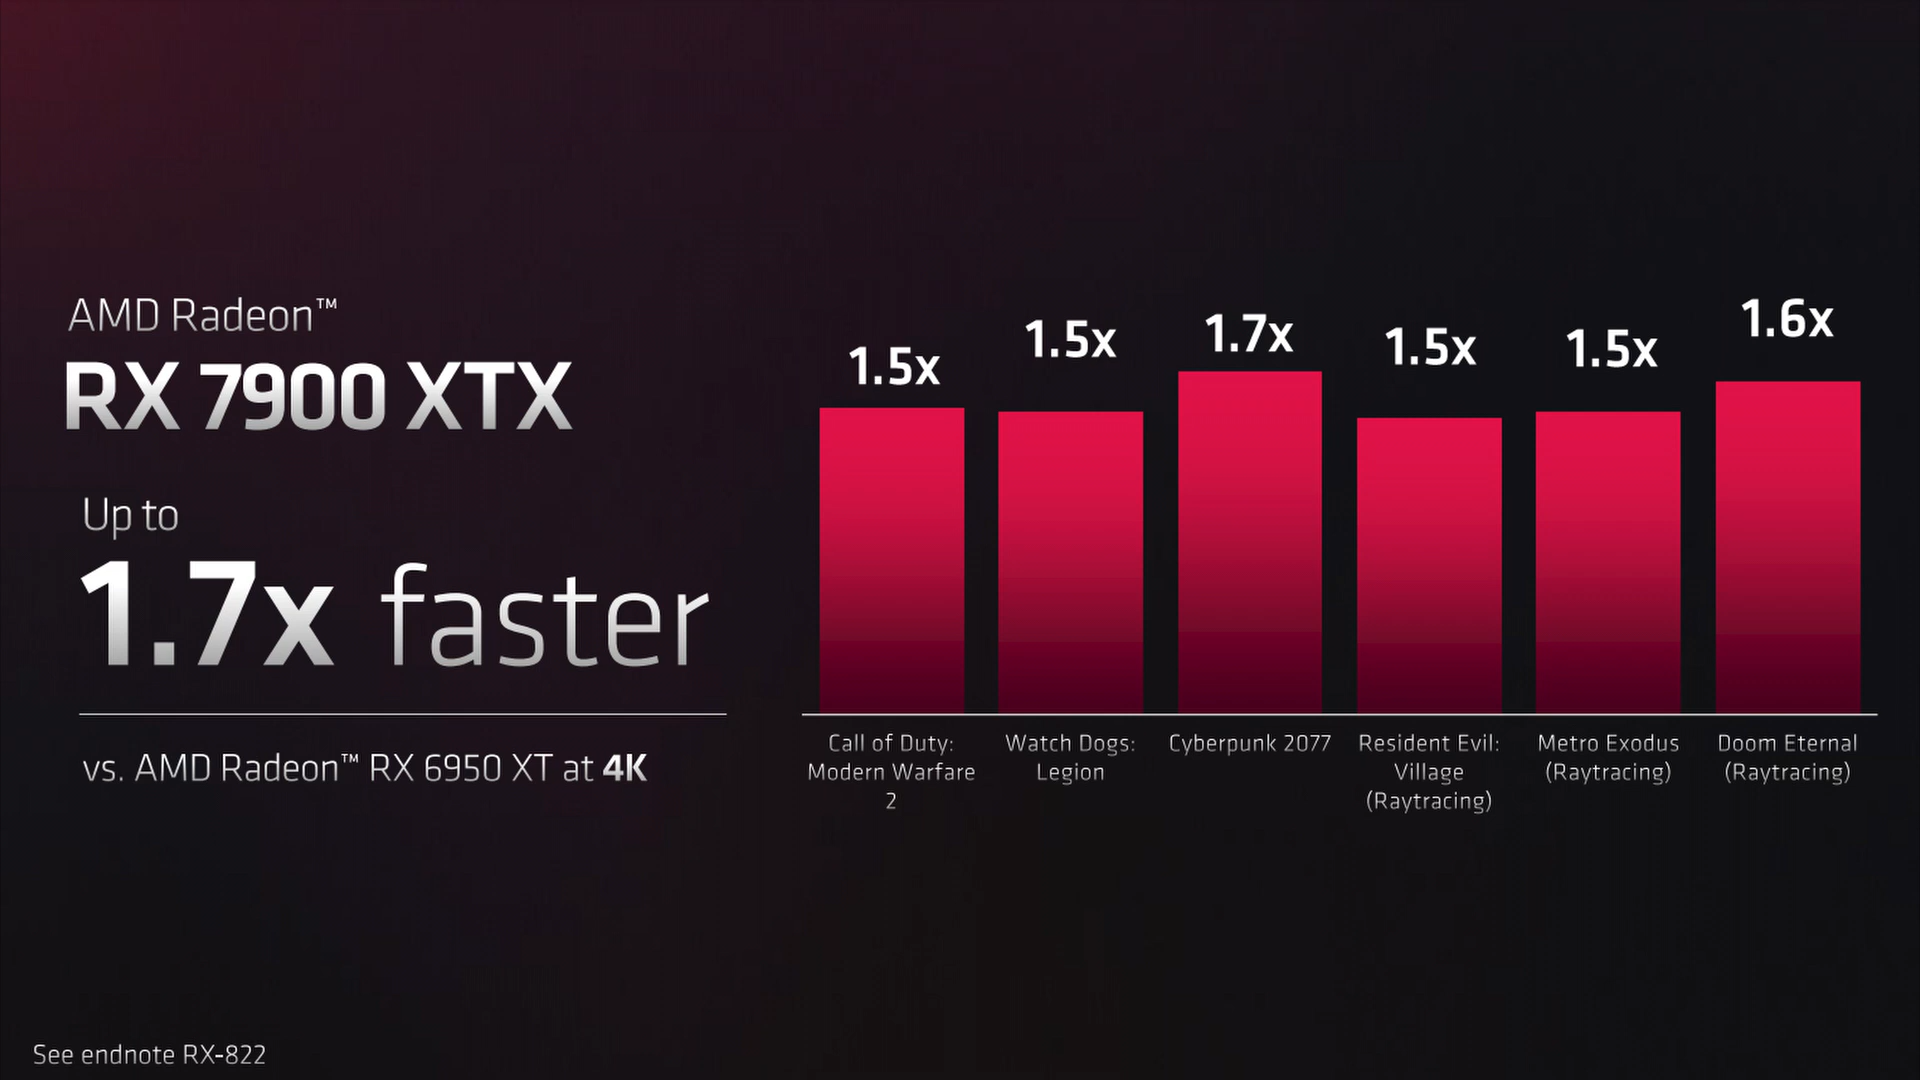 AMD Radeon™
RX 7900 XTX
Up to
1.7x faster
vs. AMD Radeon™ RX 6950 XT at 4K
1.5x
1.5x
1.7x
1.5x
1.5x
1.6x
Call of Duty:
Modern Warfare
2
Watch Dogs:
Legion
Cyberpunk 2077
Resident Evil:
Village
(Raytracing)
Metro Exodus
(Raytracing)
Doom Eternal
(Raytracing)
See endnote RX-822